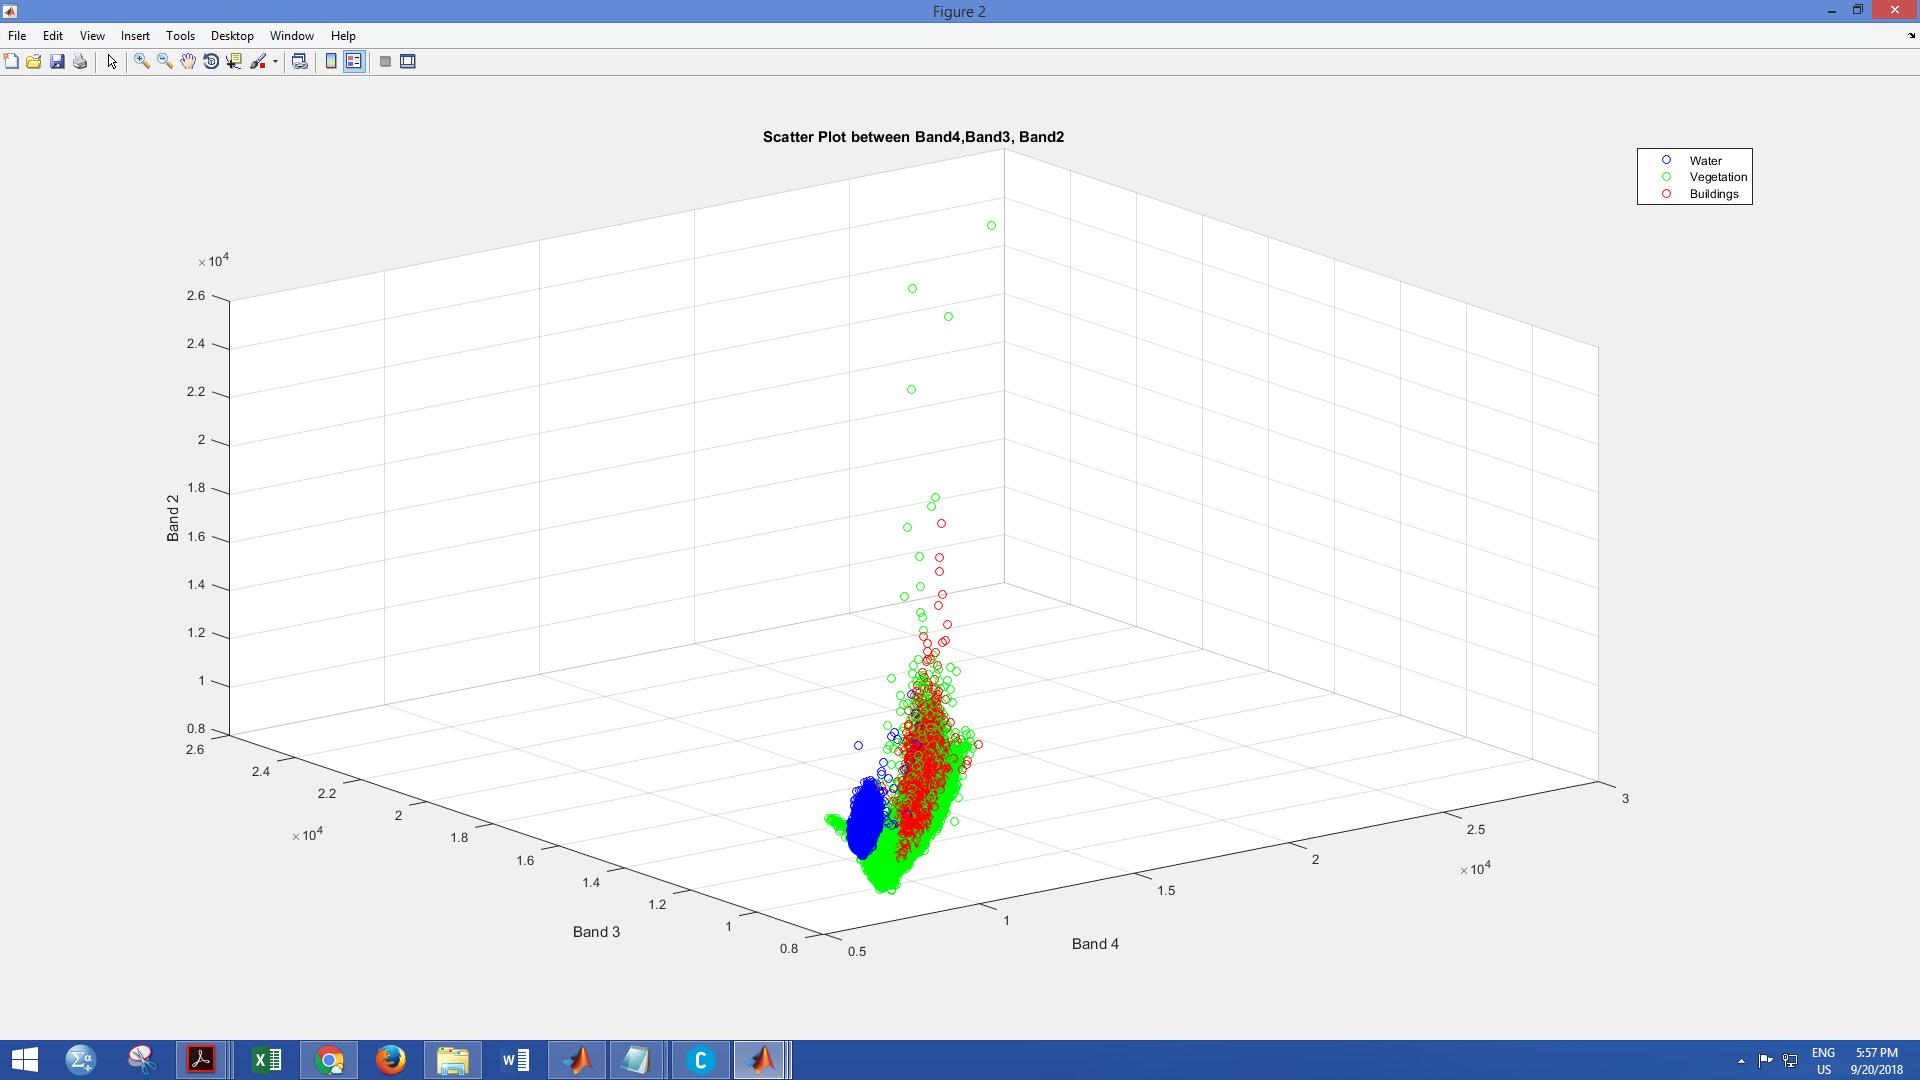 Figure 2
File Edit View Insert Tools Desktop Window Help
Scatter Plot between Band4,Band3, Band2
Water
Vegetation
Buildings
×10^4
2.6
2.4
2.2
2
1.8
1.6
1.4
1.2
1
0.8
Band 2
2.6
2.4
2.2
2
1.8
1.6
1.4
1.2
1
0.8
×10^4
Band 3
0.5
1
1.5
2
2.5
3
×10^4
Band 4
ENG 5:57 PM
US 9/20/2018